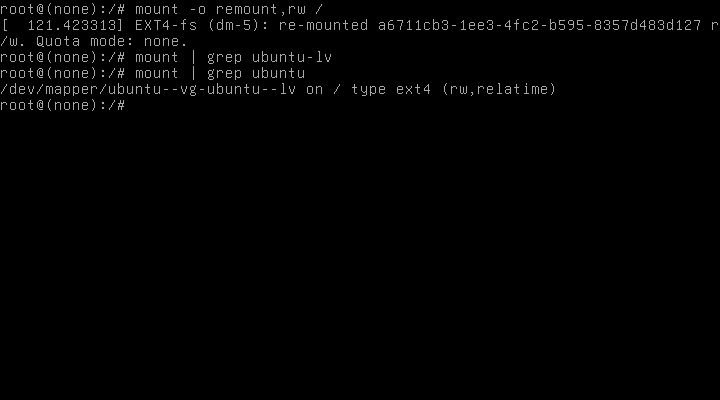 root@(none):/# mount -o remount,rw /
[  121.423313] EXT4-fs (dm-5): re-mounted a6711cb3-1ee3-4fc2-b595-8357d483d127 r
/w. Quota mode: none.
root@(none):/# mount | grep ubuntu-lv
root@(none):/# mount | grep ubuntu
/dev/mapper/ubuntu--vg-ubuntu--lv on / type ext4 (rw,relatime)
root@(none):/#